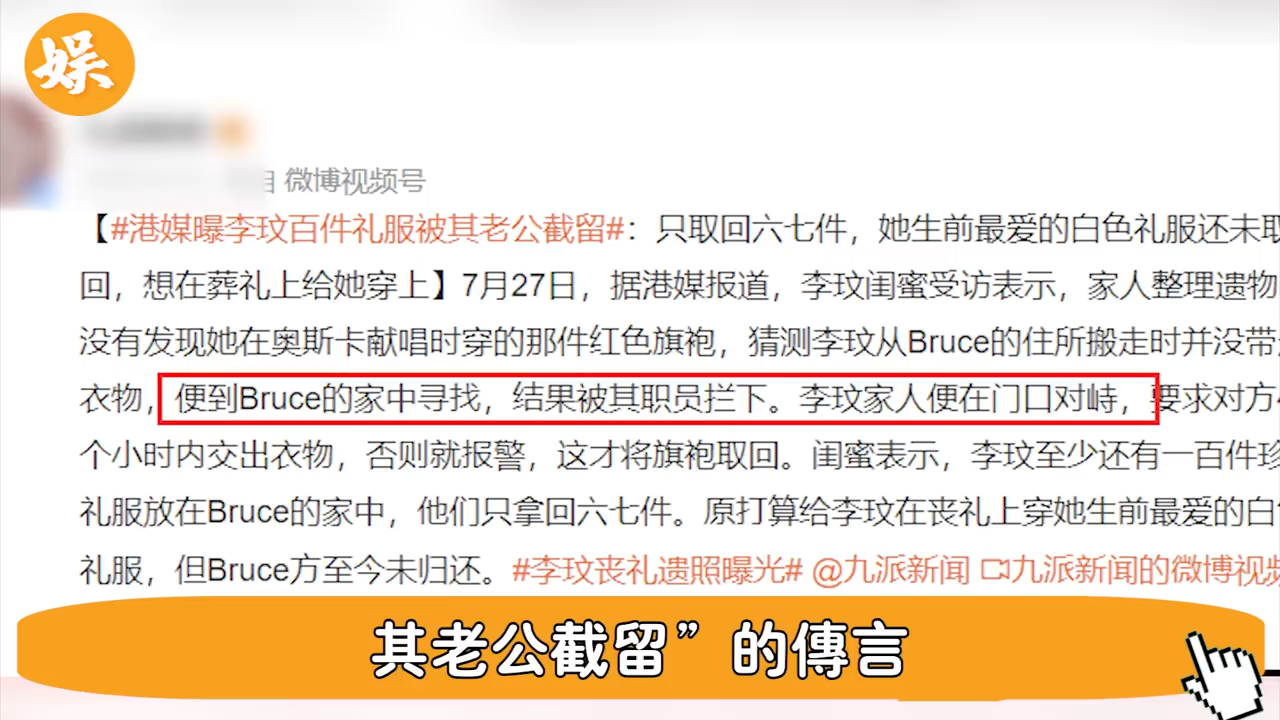 娱
自 微博视频号
【#港媒曝李玟百件礼服被其老公截留#：只取回六七件，她生前最爱的白色礼服还未取
回，想在葬礼上给她穿上】7月27日，据港媒报道，李玟闺蜜受访表示，家人整理遗物
没有发现她在奥斯卡献唱时穿的那件红色旗袍，猜测李玟从Bruce的住所搬走时并没带
衣物，便到Bruce的家中寻找，结果被其职员拦下。李玟家人便在门口对峙，要求对方
个小时内交出衣物，否则就报警，这才将旗袍取回。闺蜜表示，李玟至少还有一百件珍
礼服放在Bruce的家中，他们只拿回六七件。原打算给李玟在丧礼上穿她生前最爱的白色
礼服，但Bruce方至今未归还。#李玟丧礼遗照曝光# @九派新闻 九派新闻的微博视频
其老公截留”的傳言